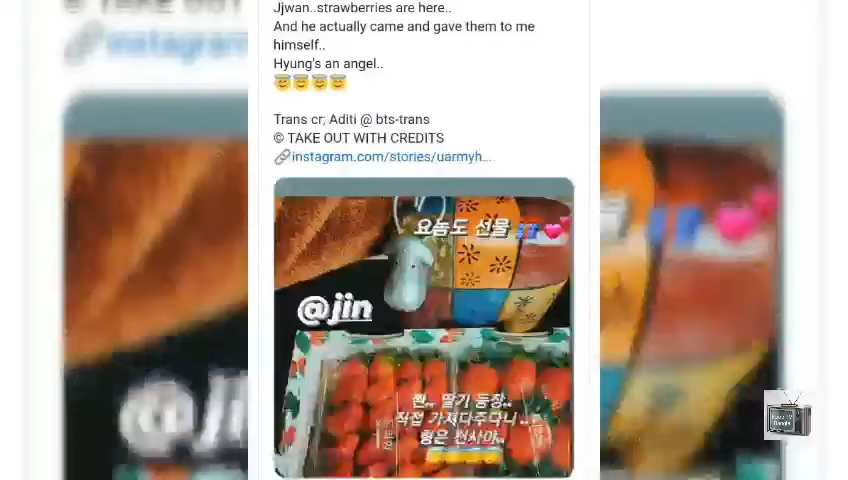 Jjwan..strawberries are here..
And he actually came and gave them to me
himself..
Hyung's an angel..
😇😇😇😇
Trans cr; Aditi @ bts-trans
© TAKE OUT WITH CREDITS
🔗instagram.com/stories/uarmyh...
요놈도 선물
@jin
쫜.. 딸기 등장..
직접 가져다주다니..
형은 천사야..